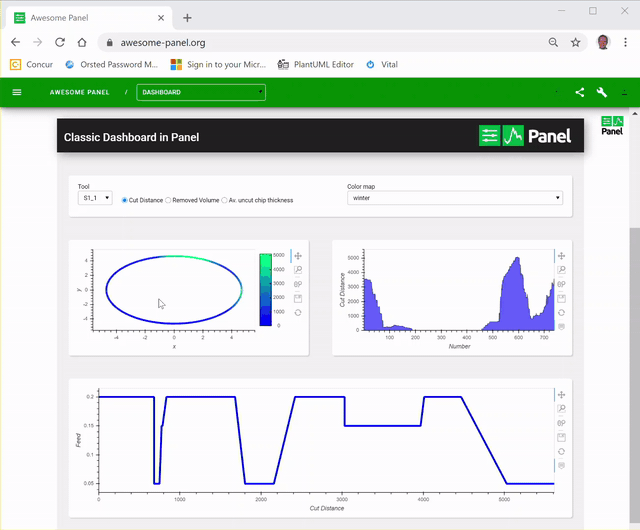 Awesome Panel
awesome-panel.org
Concur
Orsted Password M...
Sign in to your Micr...
PlantUML Editor
Vital
AWESOME PANEL / DASHBOARD
Classic Dashboard in Panel
Panel
Tool
Color map
S1_1
Cut Distance
Removed Volume
Av. uncut chip thickness
winter
4
2
0
-2
-4
y
-4
-2
0
2
4
x
5000
4000
3000
2000
1000
0
5000
4000
3000
2000
1000
0
Cut Distance
100
200
300
400
500
600
700
Number
0.2
0.15
0.1
0.05
Feed
0
1000
2000
3000
4000
5000
Cut Distance